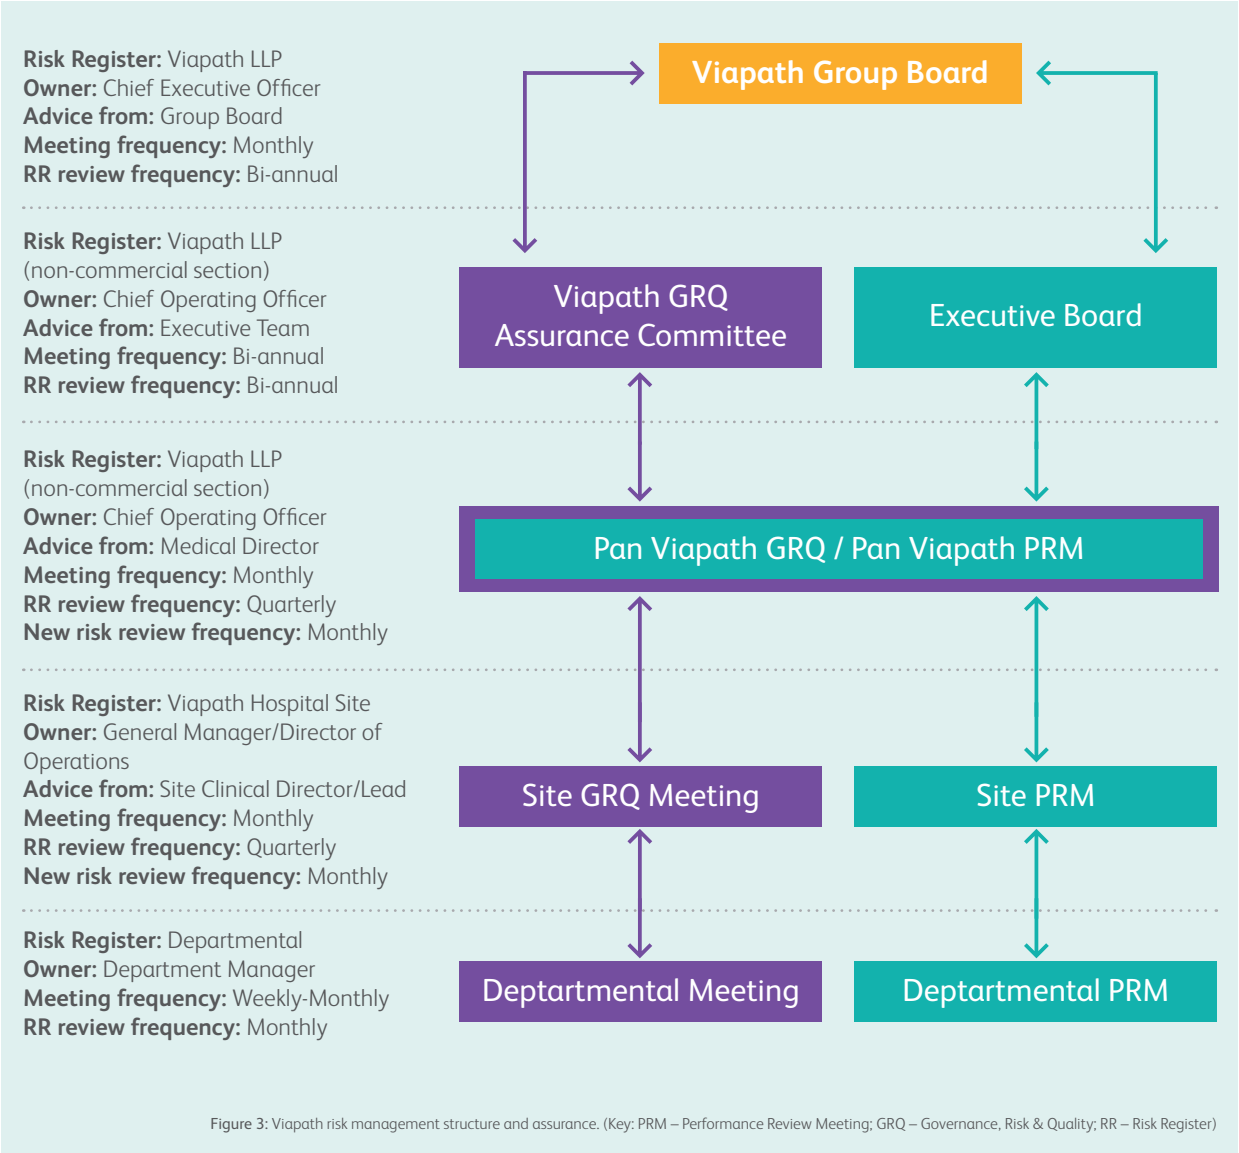 Risk Register: Viapath LLP
Owner: Chief Executive Officer
Advice from: Group Board
Meeting frequency: Monthly
RR review frequency: Bi-annual
Viapath Group Board
Risk Register: Viapath LLP
(non-commercial section)
Owner: Chief Operating Officer
Advice from: Executive Team
Meeting frequency: Bi-annual
RR review frequency: Bi-annual
Viapath GRQ
Assurance Committee
Executive Board
Risk Register: Viapath LLP
(non-commercial section)
Owner: Chief Operating Officer
Advice from: Medical Director
Meeting frequency: Monthly
RR review frequency: Quarterly
New risk review frequency: Monthly
Pan Viapath GRQ / Pan Viapath PRM
Risk Register: Viapath Hospital Site
Owner: General Manager/Director of
Operations
Advice from: Site Clinical Director/Lead
Meeting frequency: Monthly
RR review frequency: Quarterly
New risk review frequency: Monthly
Site GRQ Meeting
Site PRM
Risk Register: Departmental
Owner: Department Manager
Meeting frequency: Weekly-Monthly
RR review frequency: Monthly
Deptartmental Meeting
Deptartmental PRM
Figure 3: Viapath risk management structure and assurance. (Key: PRM – Performance Review Meeting; GRQ – Governance, Risk & Quality; RR – Risk Register)